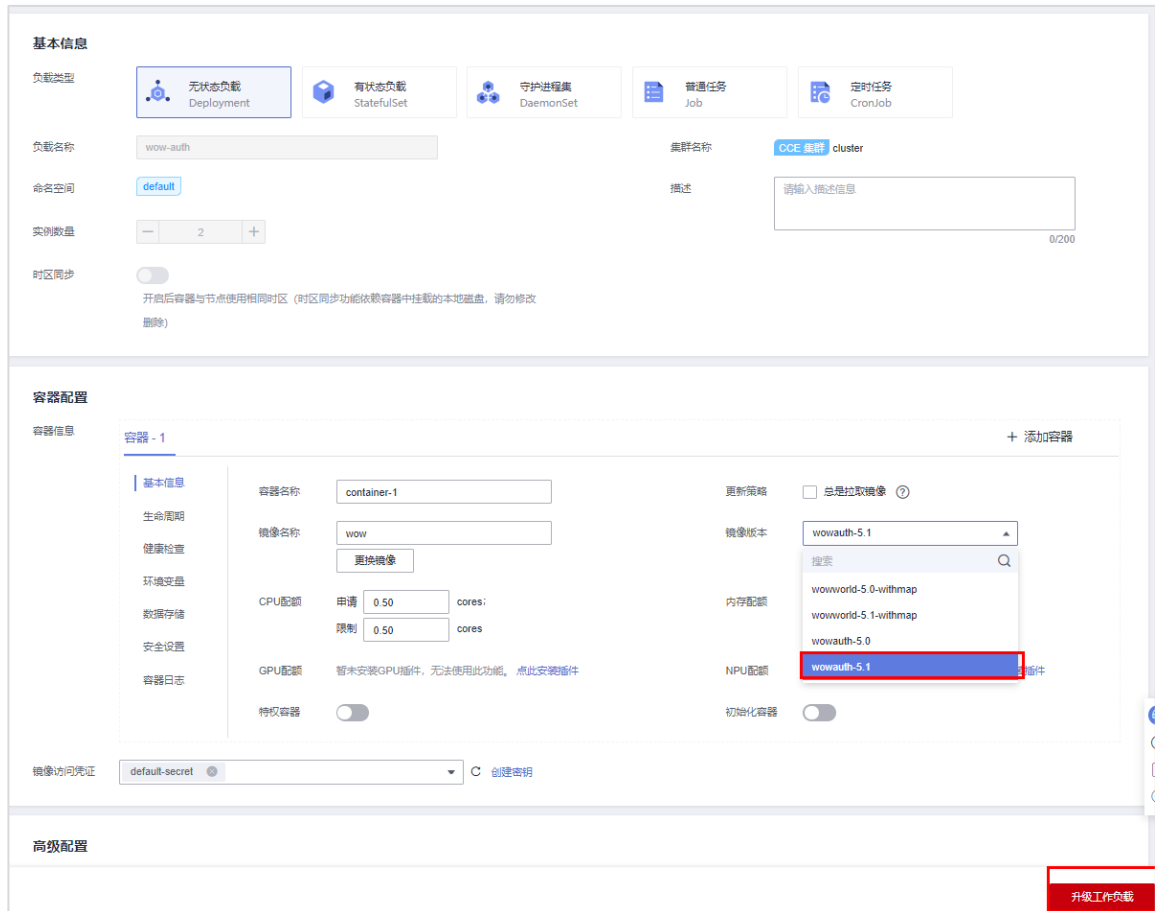 基本信息
负载类型
无状态负载
Deployment
有状态负载
StatefulSet
守护进程集
DaemonSet
普通任务
Job
定时任务
CronJob
负载名称
wow-auth
集群名称
CCE 集群 cluster
命名空间
default
描述
请输入描述信息
0/200
实例数量
2
时区同步
开启后容器与节点使用相同时区（时区同步功能依赖容器中挂载的本地磁盘，请勿修改
删除）
容器配置
容器信息
容器 - 1
添加容器
基本信息
生命周期
健康检查
环境变量
数据存储
安全设置
容器日志
容器名称
container-1
更新策略
总是拉取镜像
镜像名称
wow
更换镜像
镜像版本
wowauth-5.1
搜索
wowworld-5.0-withmap
wowworld-5.1-withmap
wowauth-5.0
wowauth-5.1
CPU配额
申请 0.50 cores;
限制 0.50 cores
内存配额
GPU配额
暂未安装GPU插件，无法使用此功能。点此安装插件
NPU配额
插件
特权容器
初始化容器
镜像访问凭证
default-secret
创建密钥
高级配置
升级工作负载